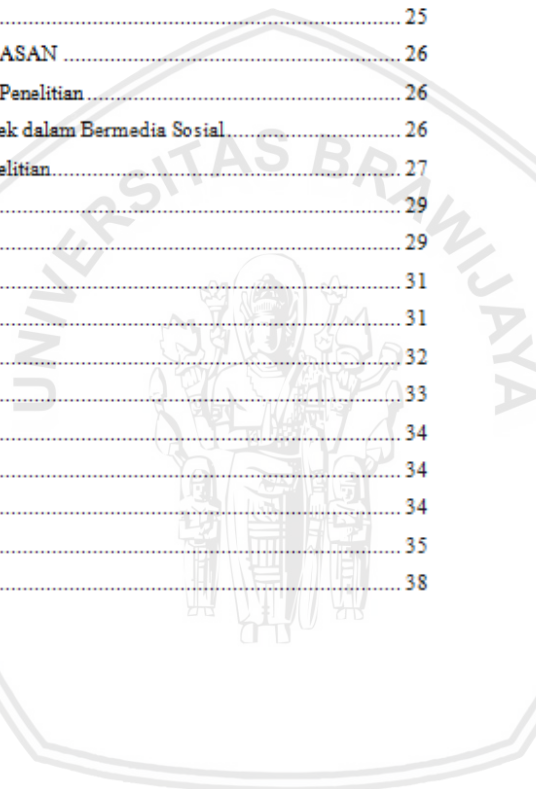 ........................................ 25
ASAN ........................................ 26
Penelitian ........................................ 26
ek dalam Bermedia Sosial ........................................ 26
elitian ........................................ 27
........................................ 29
........................................ 29
........................................ 31
........................................ 31
........................................ 32
........................................ 33
........................................ 34
........................................ 34
........................................ 34
........................................ 35
........................................ 38
UNIVERSITAS BRAWIJAYA